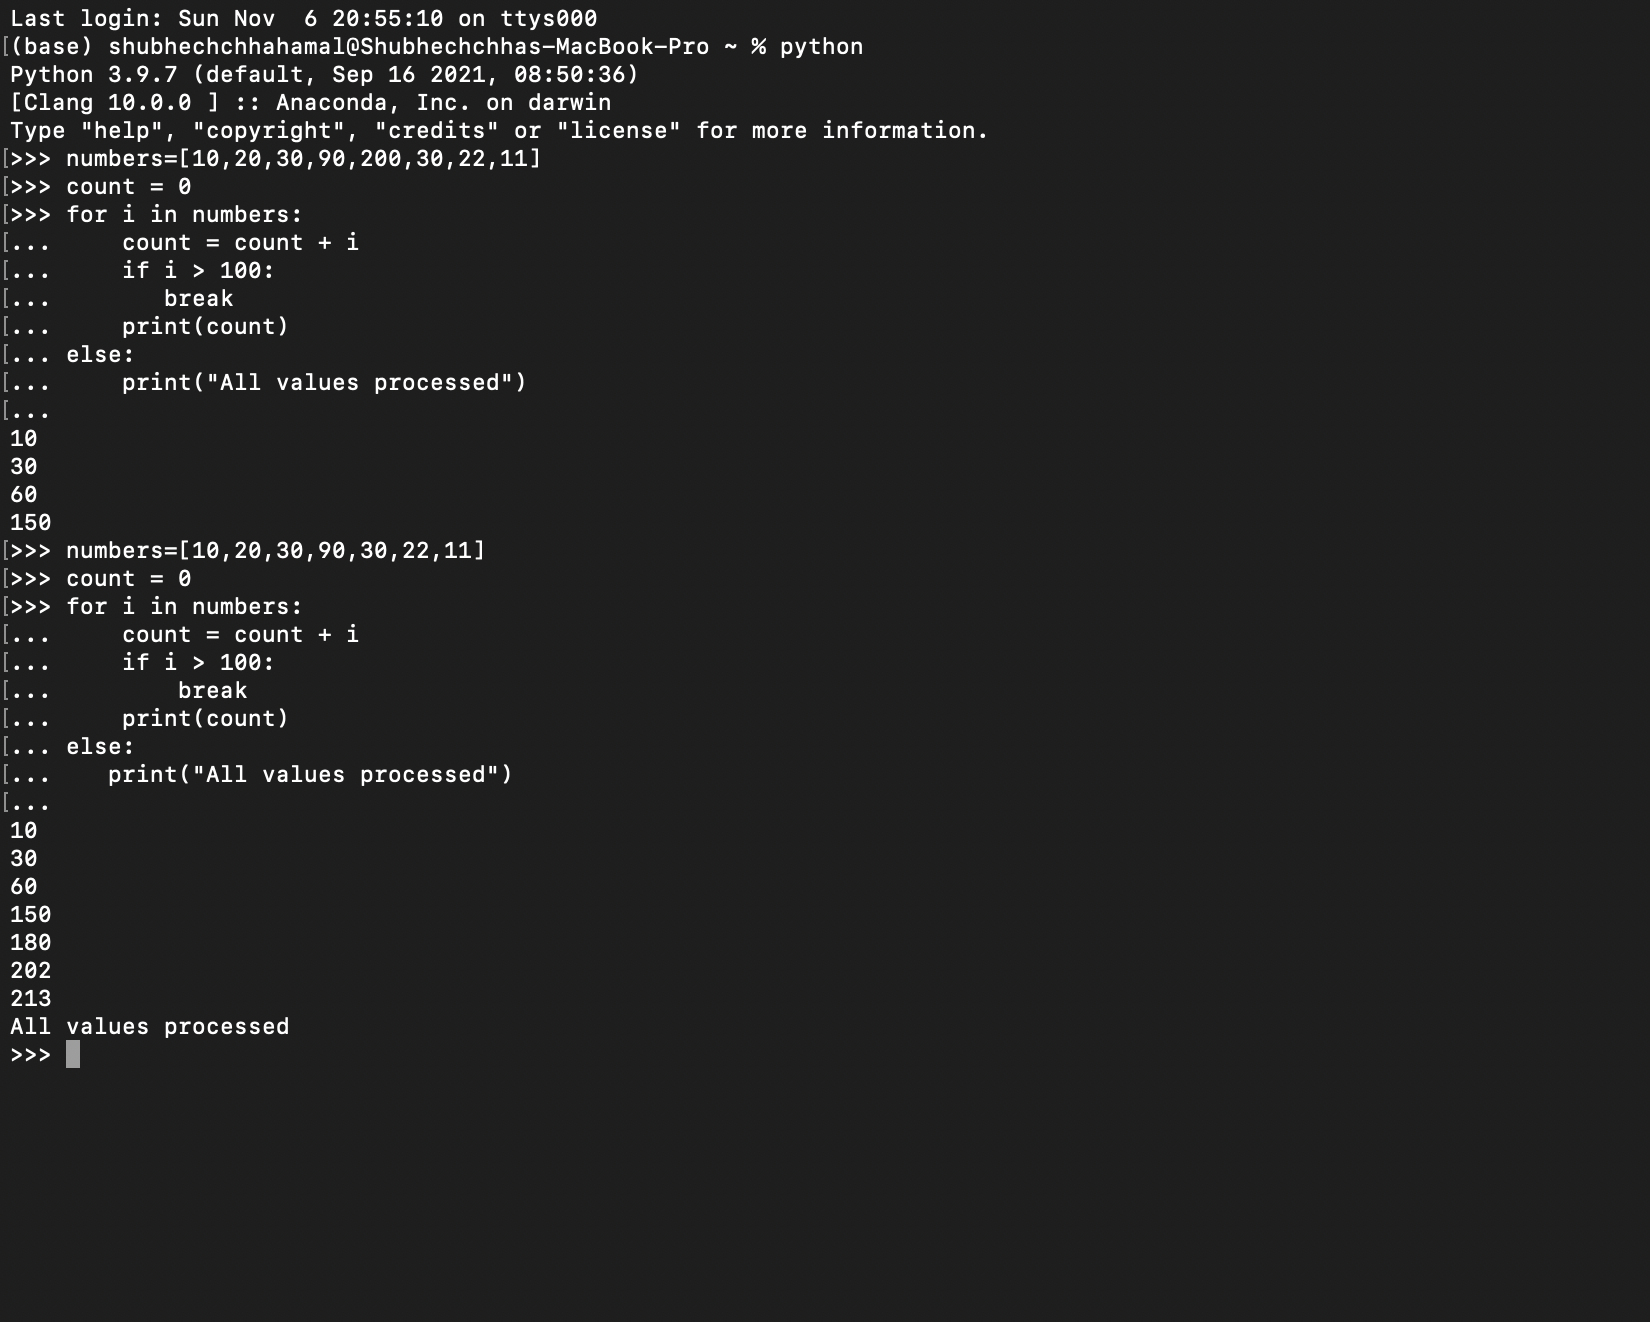 Last login: Sun Nov  6 20:55:10 on ttys000
[(base) shubhechchhahamal@Shubhechchhas-MacBook-Pro ~ % python
Python 3.9.7 (default, Sep 16 2021, 08:50:36)
[Clang 10.0.0 ] :: Anaconda, Inc. on darwin
Type "help", "copyright", "credits" or "license" for more information.
[>>> numbers=[10,20,30,90,200,30,22,11]
[>>> count = 0
[>>> for i in numbers:
[...     count = count + i
[...     if i > 100:
[...        break
[...     print(count)
[... else:
[...     print("All values processed")
[...
10
30
60
150
[>>> numbers=[10,20,30,90,30,22,11]
[>>> count = 0
[>>> for i in numbers:
[...     count = count + i
[...     if i > 100:
[...         break
[...     print(count)
[... else:
[...    print("All values processed")
[...
10
30
60
150
180
202
213
All values processed
>>>